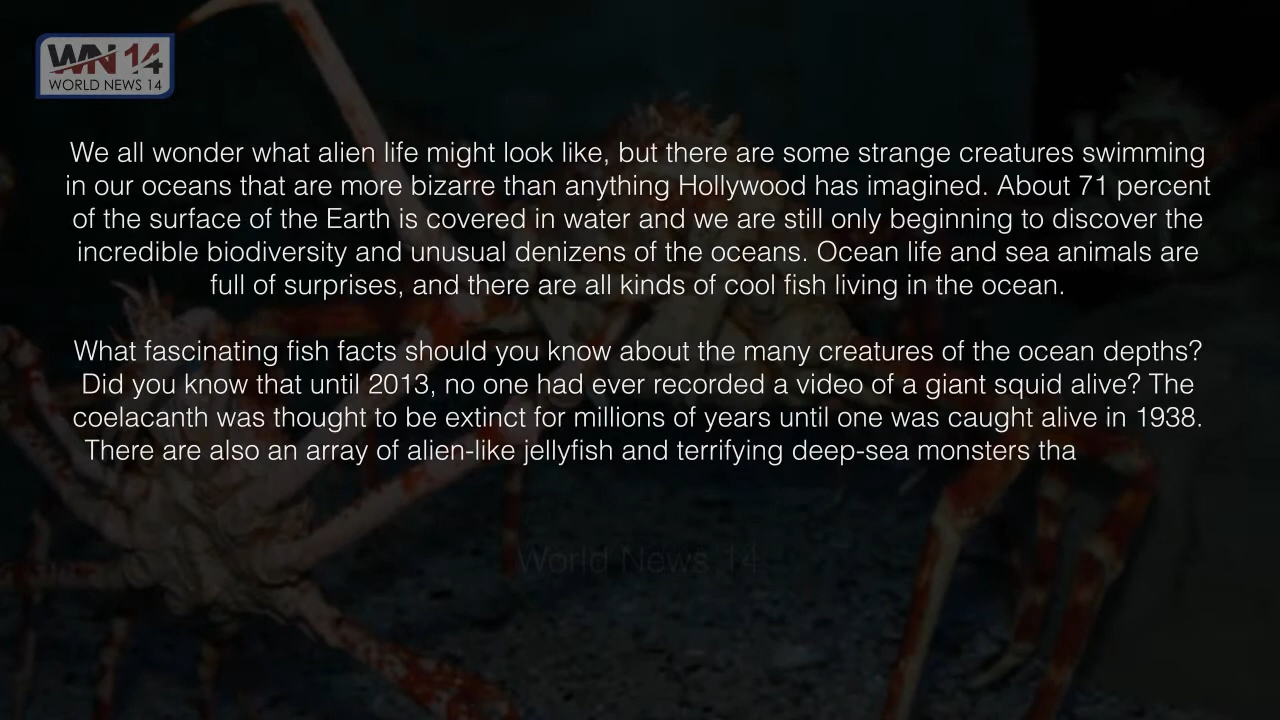 WN 14
WORLD NEWS 14
We all wonder what alien life might look like, but there are some strange creatures swimming
in our oceans that are more bizarre than anything Hollywood has imagined. About 71 percent
of the surface of the Earth is covered in water and we are still only beginning to discover the
incredible biodiversity and unusual denizens of the oceans. Ocean life and sea animals are
full of surprises, and there are all kinds of cool fish living in the ocean.
What fascinating fish facts should you know about the many creatures of the ocean depths?
Did you know that until 2013, no one had ever recorded a video of a giant squid alive? The
coelacanth was thought to be extinct for millions of years until one was caught alive in 1938.
There are also an array of alien-like jellyfish and terrifying deep-sea monsters tha
World News 14